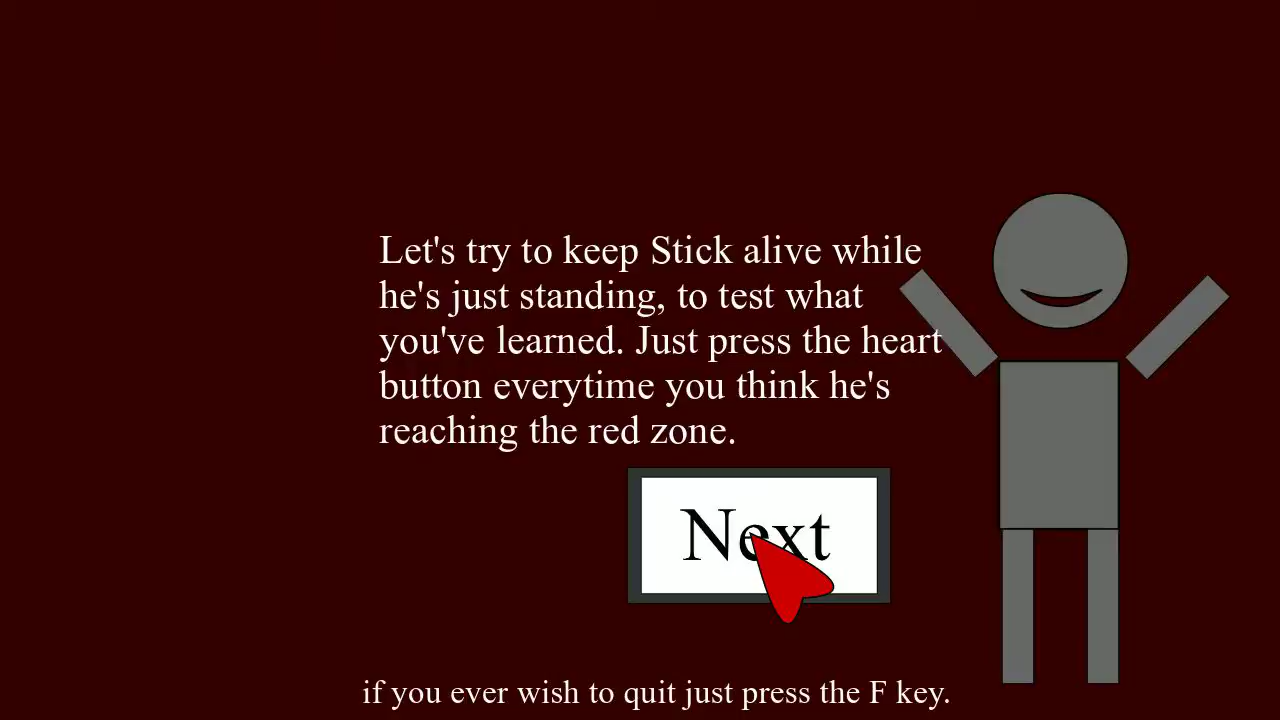 Let's try to keep Stick alive while
he's just standing, to test what
you've learned. Just press the heart
button everytime you think he's
reaching the red zone.
Next
if you ever wish to quit just press the F key.